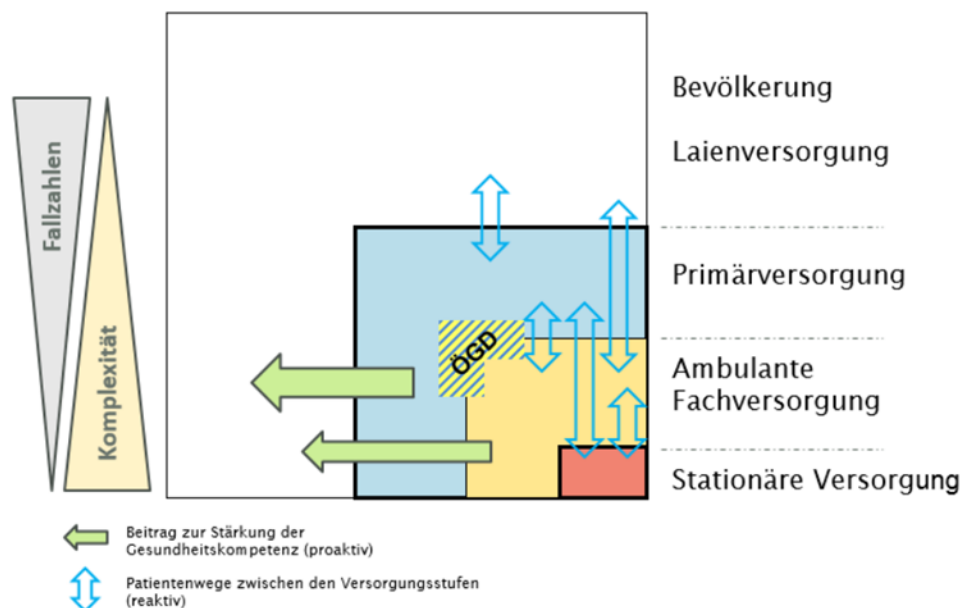 Bevölkerung
Laienversorgung
Fallzahlen
Komplexität
Primärversorgung
ÖGD
Ambulante
Fachversorgung
Stationäre Versorgung
Beitrag zur Stärkung der
Gesundheitskompetenz (proaktiv)
Patientenwege zwischen den Versorgungsstufen
(reaktiv)